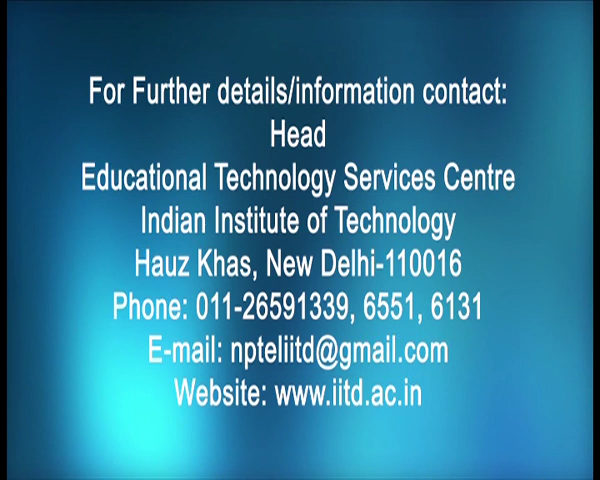 For Further details/information contact:
Head
Educational Technology Services Centre
Indian Institute of Technology
Hauz Khas, New Delhi-110016
Phone: 011-26591339, 6551, 6131
E-mail: npteliitd@gmail.com
Website: www.iitd.ac.in